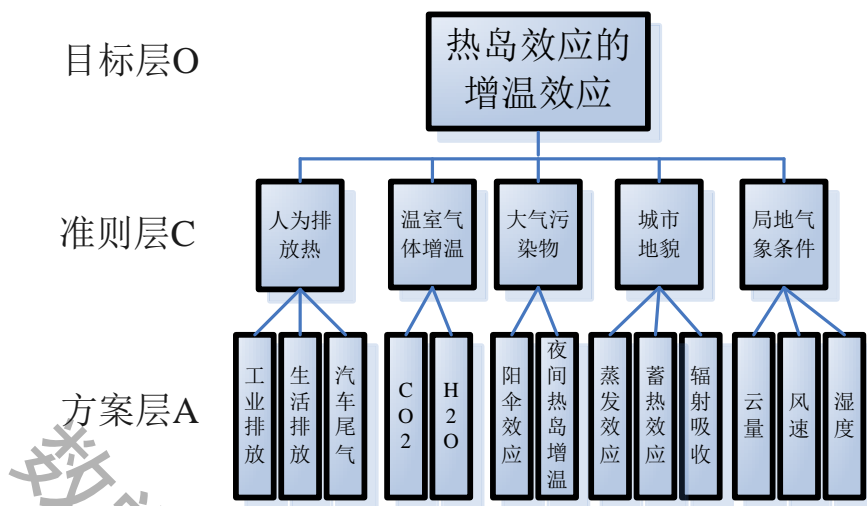 目标层O
热岛效应的
增温效应
准则层C
人为排
放热
温室气
体增温
大气污
染物
城市
地貌
局地气
象条件
方案层A
工业排放
生活排放
汽车尾气
CO2
H2O
阳伞效应
夜间热岛增温
蒸发效应
蓄热效应
辐射吸收
云量
风速
湿度
数